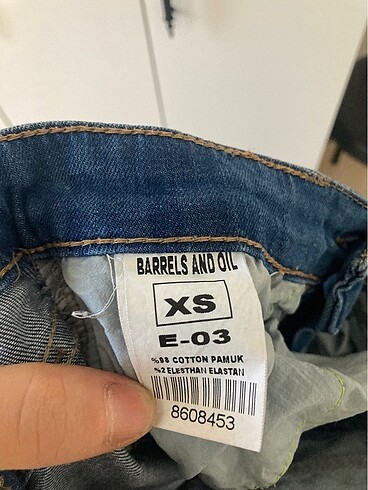 BARRELS AND OIL
XS
E-03
%98 COTTON PAMUK
%2 ELESTHAN ELASTAN
8608453